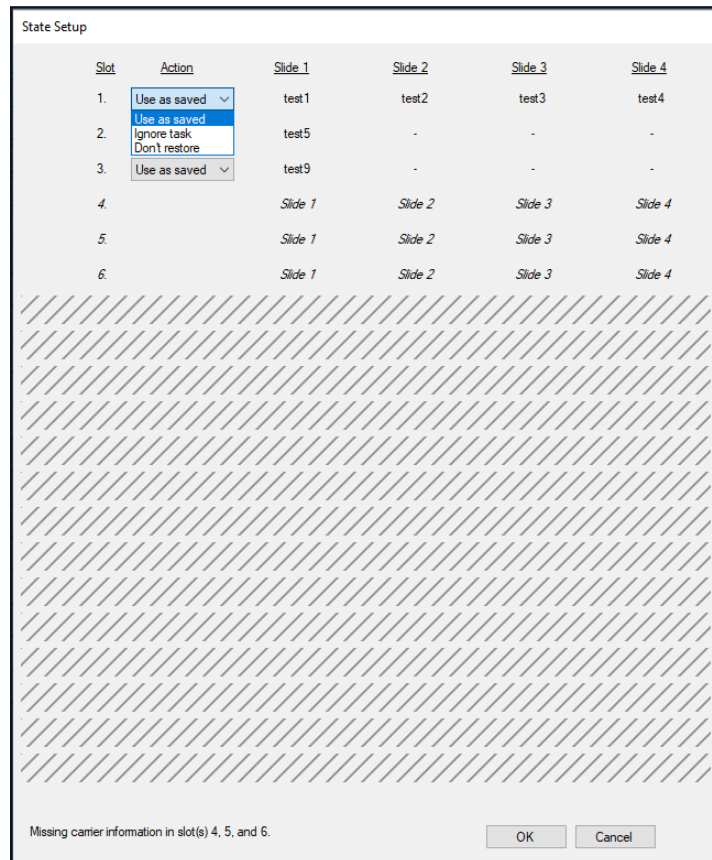 State Setup
Slot Action Slide 1 Slide 2 Slide 3 Slide 4
1. Use as saved test1 test2 test3 test4
Use as saved
2. Ignore task test5 - - -
Don't restore
3. Use as saved test9 - - -
4. Slide 1 Slide 2 Slide 3 Slide 4
5. Slide 1 Slide 2 Slide 3 Slide 4
6. Slide 1 Slide 2 Slide 3 Slide 4
Missing carrier information in slot(s) 4, 5, and 6. OK Cancel